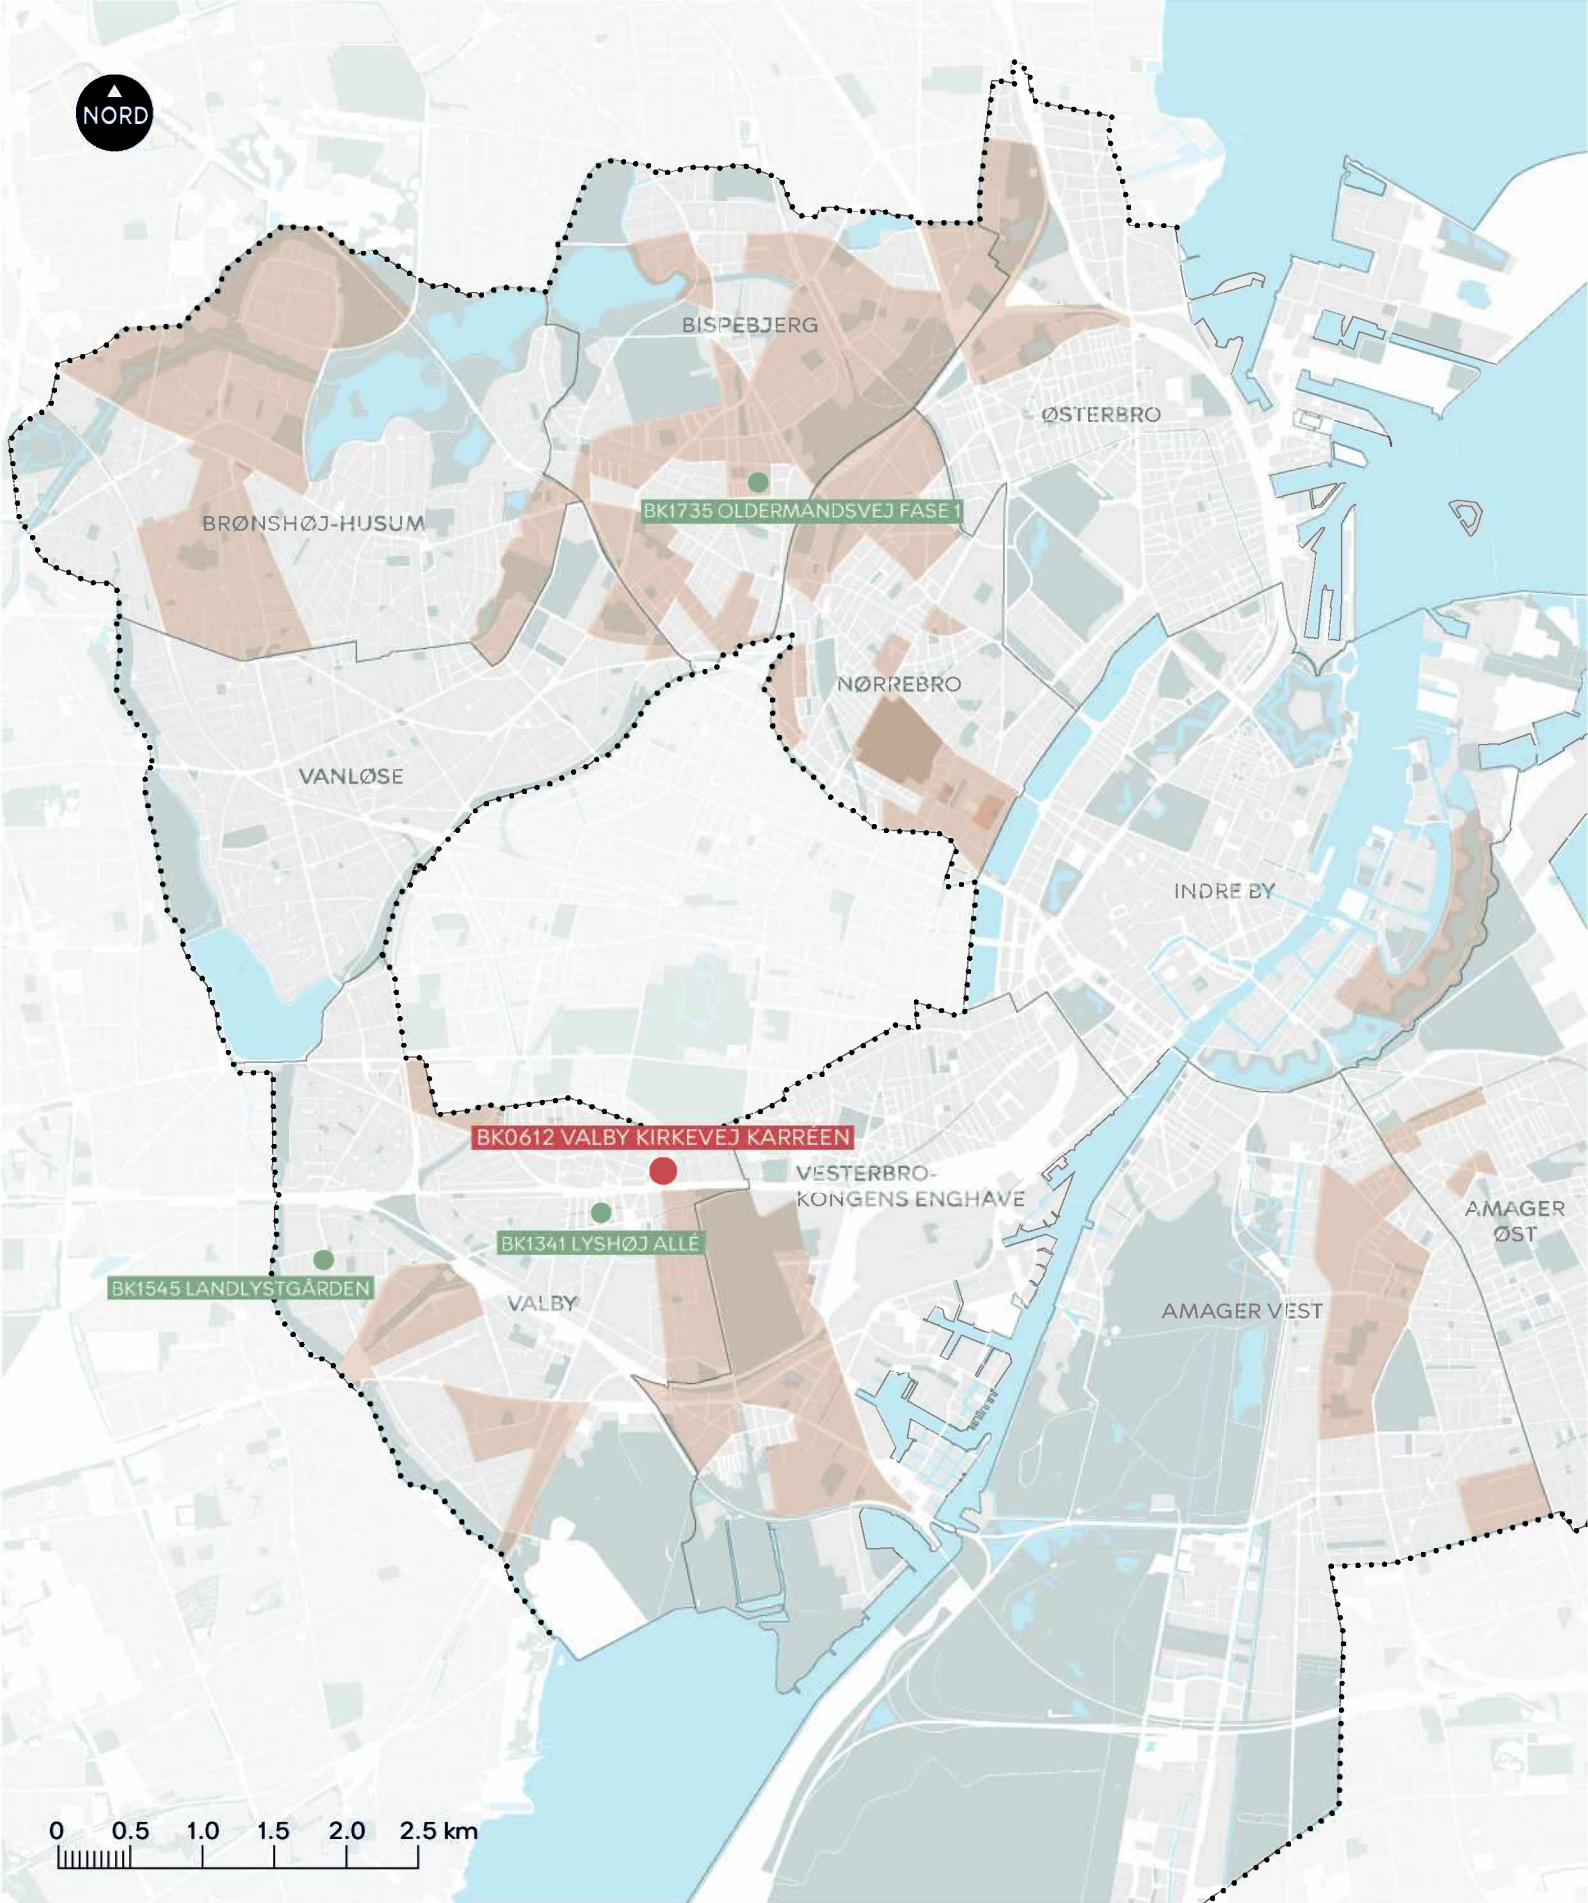 NORD
BISPEBJERG
ØSTERBRO
BK1735 OLDERMANDSVEJ FASE 1
BRØNSHØJ-HUSUM
NØRREBRO
VANLØSE
INDRE BY
BK0612 VALBY KIRKEVEJ KARRÉEN
VESTERBRO-
KONGENS ENGHAVE
AMAGER
ØST
BK1341 LYSHØJ ALLÉ
BK1545 LANDLYSTGÅRDEN
VALBY
AMAGER VEST
0 0.5 1.0 1.5 2.0 2.5 km